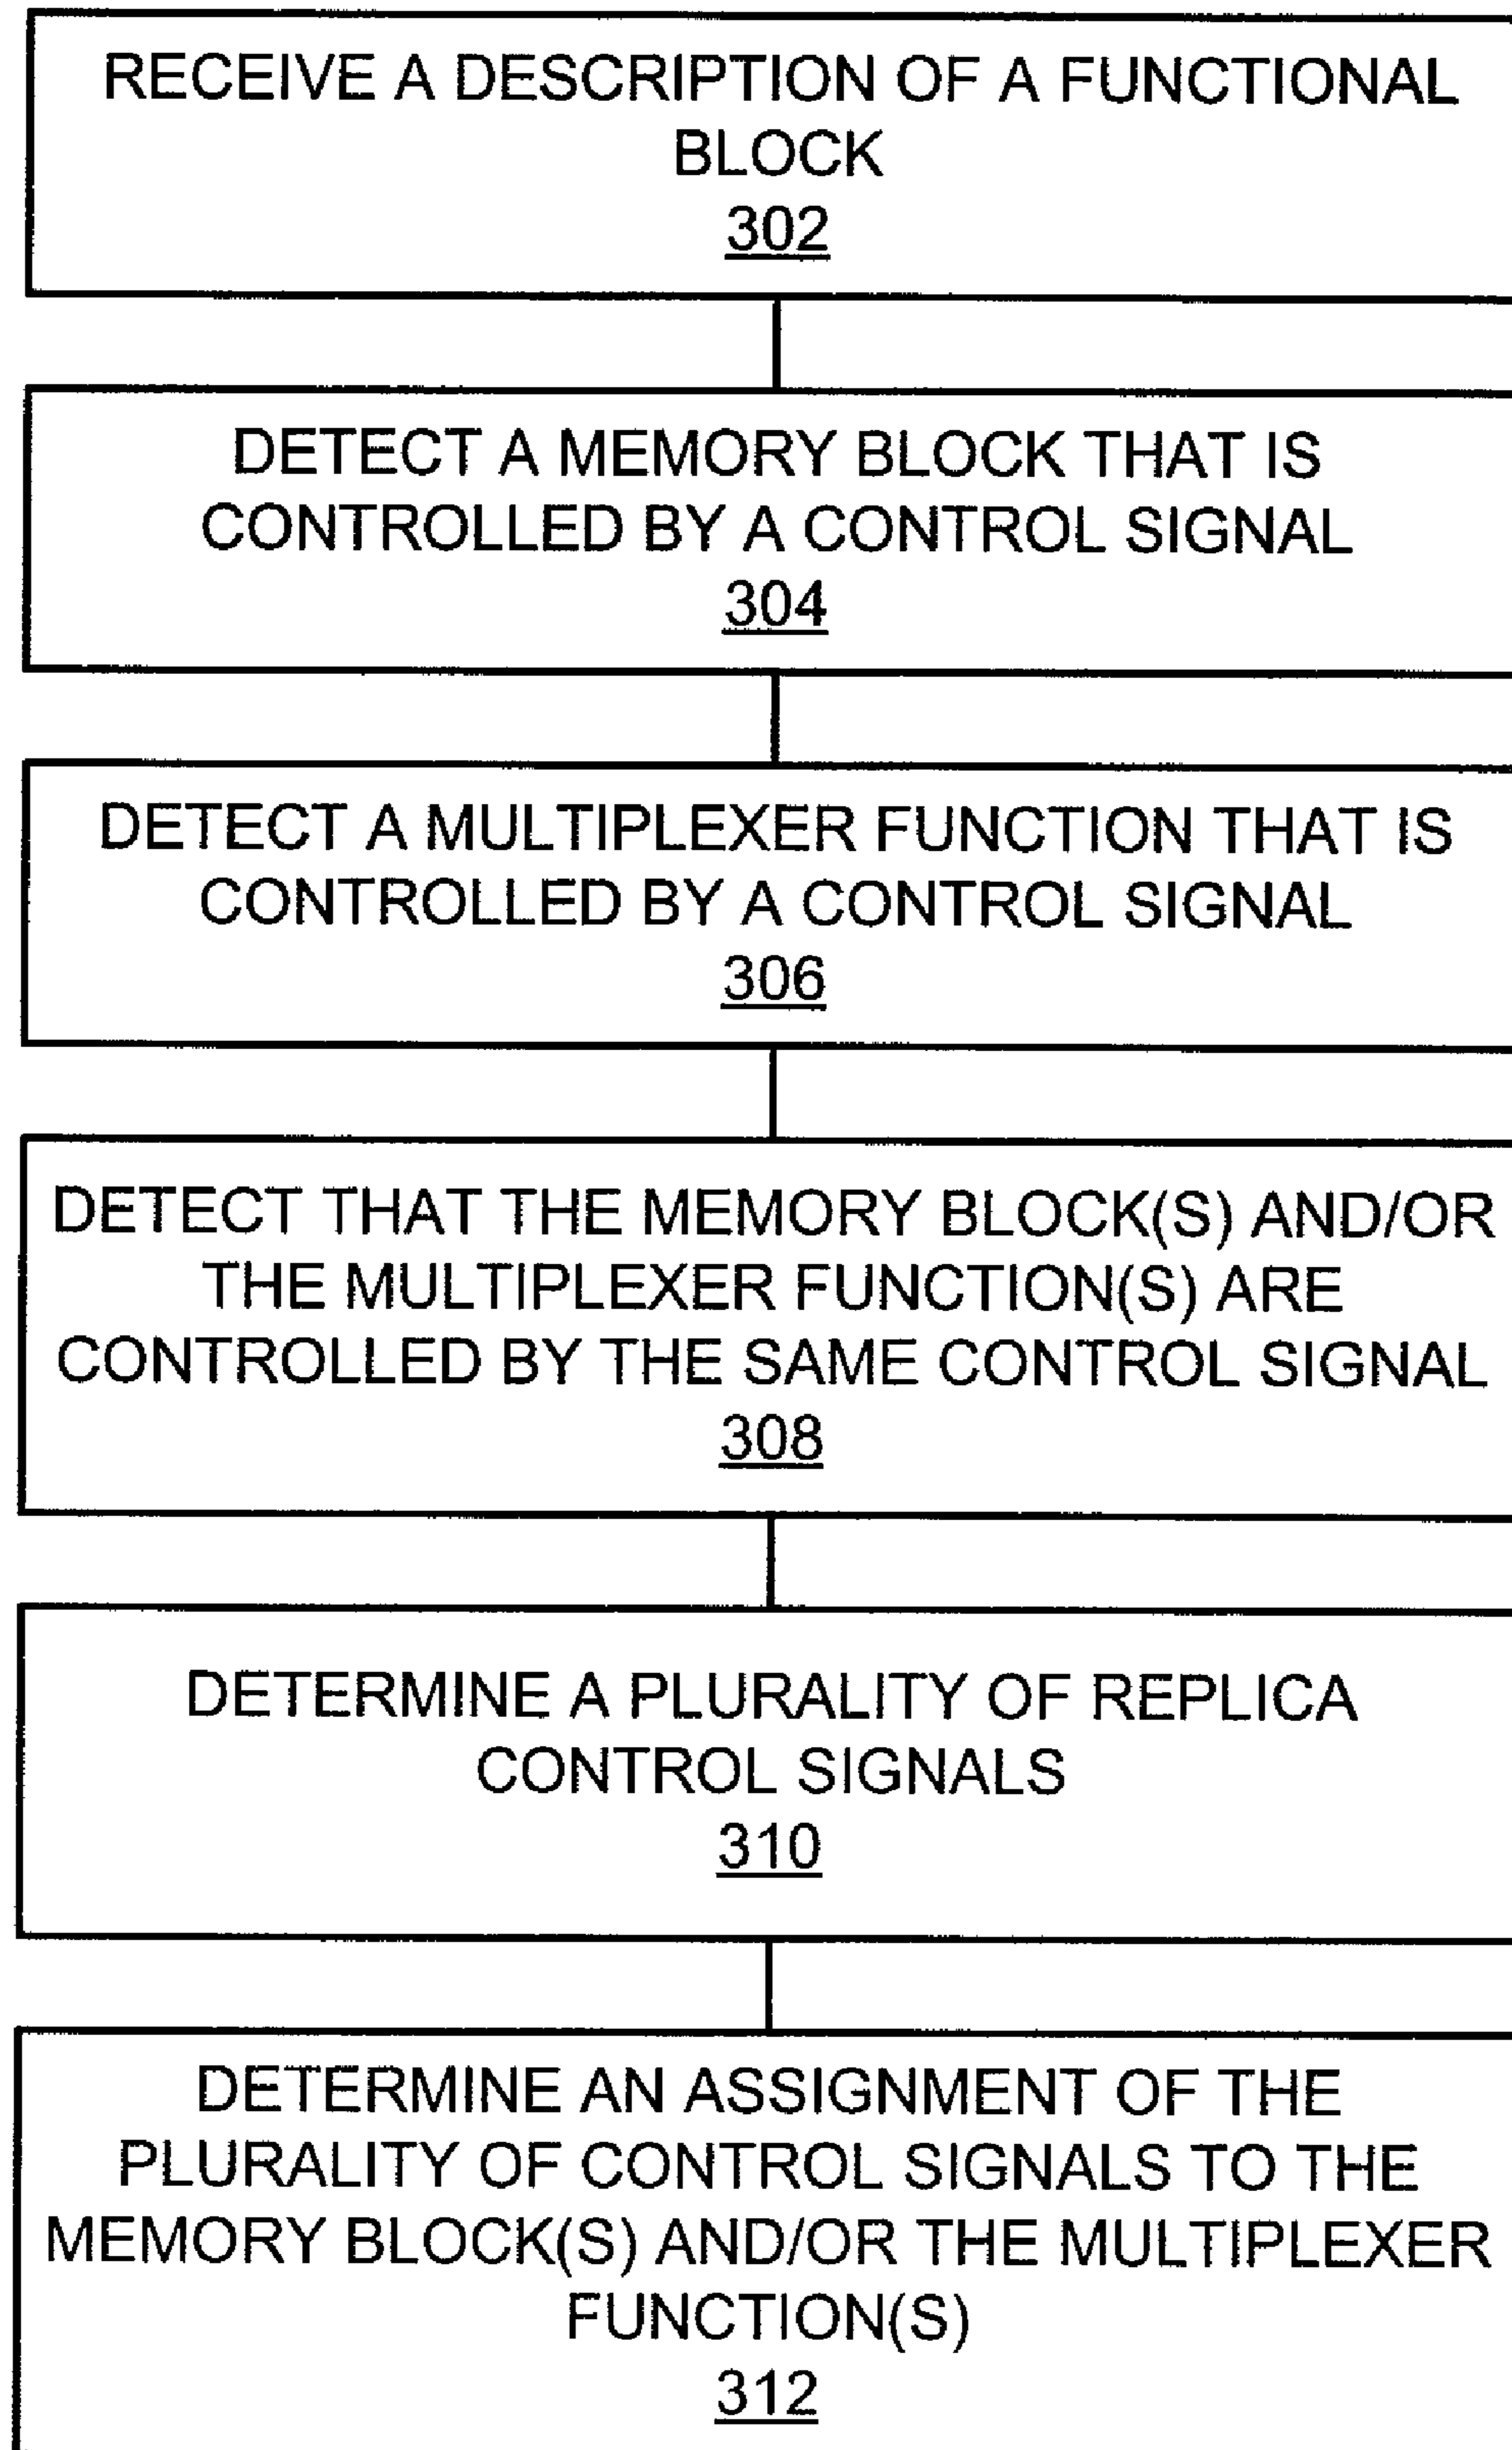 RECEIVE A DESCRIPTION OF A FUNCTIONAL
BLOCK
302
DETECT A MEMORY BLOCK THAT IS
CONTROLLED BY A CONTROL SIGNAL
304
DETECT A MULTIPLEXER FUNCTION THAT IS
CONTROLLED BY A CONTROL SIGNAL
306
DETECT THAT THE MEMORY BLOCK(S) AND/OR
THE MULTIPLEXER FUNCTION(S) ARE
CONTROLLED BY THE SAME CONTROL SIGNAL
308
DETERMINE A PLURALITY OF REPLICA
CONTROL SIGNALS
310
DETERMINE AN ASSIGNMENT OF THE
PLURALITY OF CONTROL SIGNALS TO THE
MEMORY BLOCK(S) AND/OR THE MULTIPLEXER
FUNCTION(S)
312